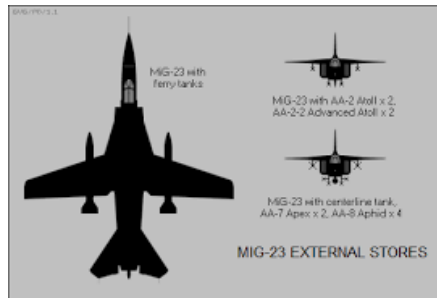 MiG-23 with
ferry tanks
MiG-23 with AA-2 Atoll x 2,
AA-2-2 Advanced Atoll x 2
MiG-23 with centerline tank,
AA-7 Apex x 2, AA-8 Aphid x 4
MIG-23 EXTERNAL STORES